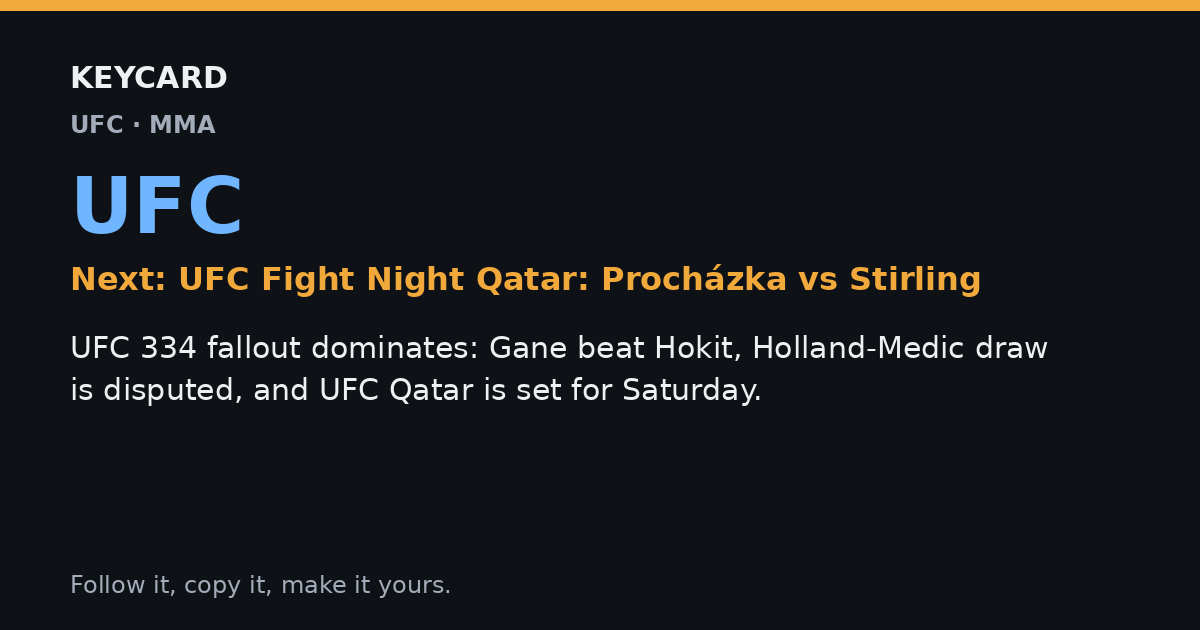 KEYCARD
UFC · MMA
UFC
Next: UFC Fight Night Qatar: Procházka vs Stirling
UFC 334 fallout dominates: Gane beat Hokit, Holland-Medic draw
is disputed, and UFC Qatar is set for Saturday.
Follow it, copy it, make it yours.